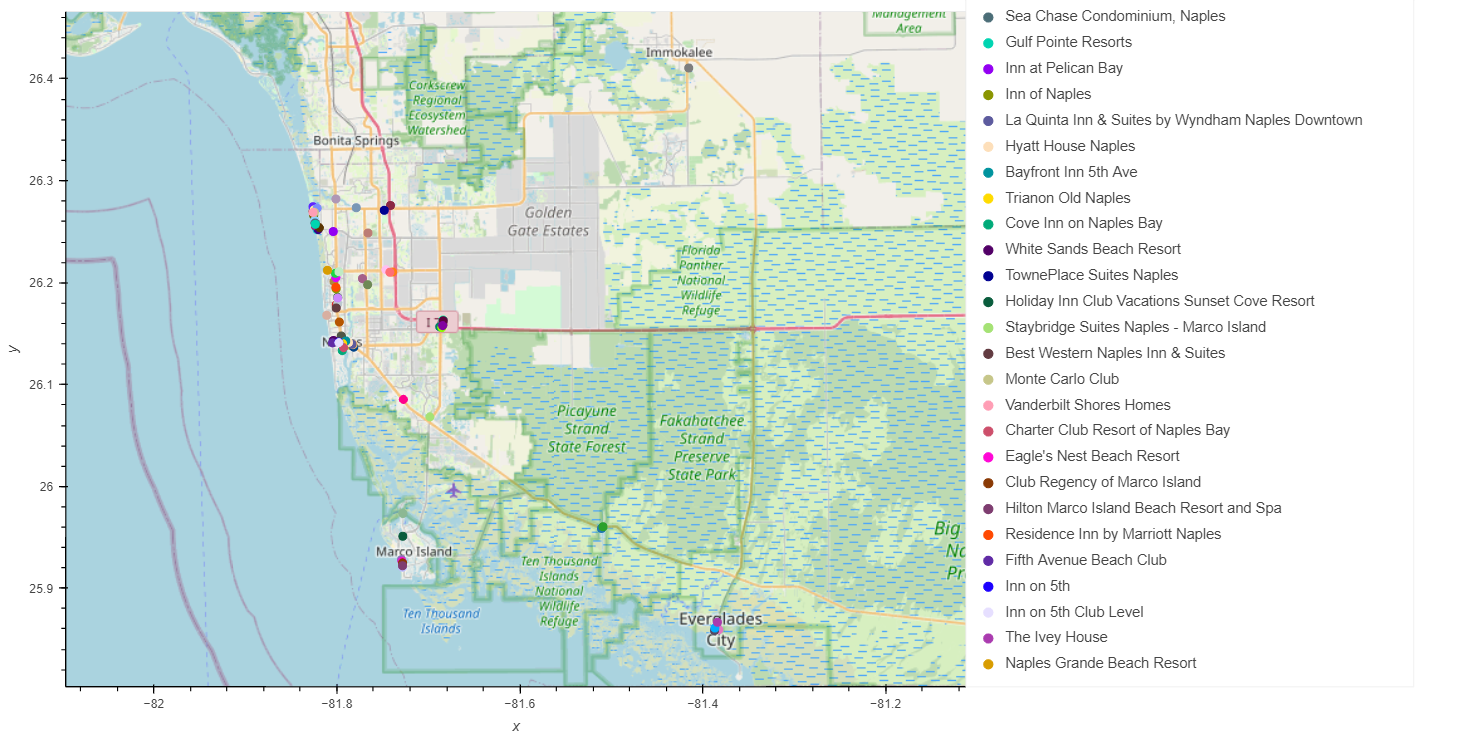 Management
Area
Immokalee
Corkscrew
Regional
Ecosystem
Watershed
Bonita Springs
Golden
Gate Estates
Florida
Panther
National
Wildlife
Refuge
Picayune
Strand
State Forest
Fakahatchee
Strand
Preserve
State Park
Marco Island
Ten Thousand
Islands
Ten Thousand
Islands
National
Wildlife
Refuge
Everglades
City
Big
26.4
26.3
26.2
26.1
26
25.9
y
−82
−81.8
−81.6
−81.4
−81.2
x
Sea Chase Condominium, Naples
Gulf Pointe Resorts
Inn at Pelican Bay
Inn of Naples
La Quinta Inn & Suites by Wyndham Naples Downtown
Hyatt House Naples
Bayfront Inn 5th Ave
Trianon Old Naples
Cove Inn on Naples Bay
White Sands Beach Resort
TownePlace Suites Naples
Holiday Inn Club Vacations Sunset Cove Resort
Staybridge Suites Naples - Marco Island
Best Western Naples Inn & Suites
Monte Carlo Club
Vanderbilt Shores Homes
Charter Club Resort of Naples Bay
Eagle's Nest Beach Resort
Club Regency of Marco Island
Hilton Marco Island Beach Resort and Spa
Residence Inn by Marriott Naples
Fifth Avenue Beach Club
Inn on 5th
Inn on 5th Club Level
The Ivey House
Naples Grande Beach Resort